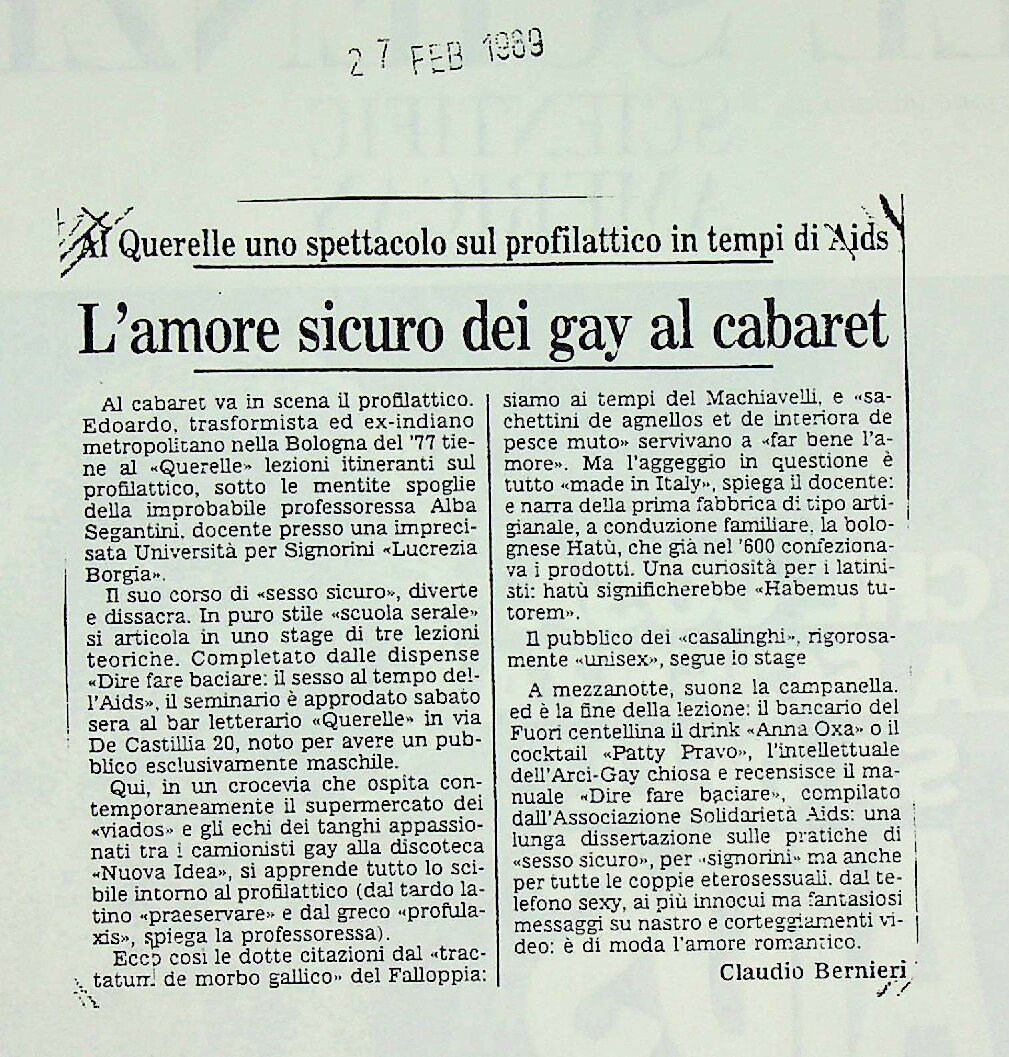 27 FEB 1989
Al Querelle uno spettacolo sul profilattico in tempi di Aids
L'amore sicuro dei gay al cabaret
Al cabaret va in scena il profilattico.
Edoardo, trasformista ed ex-indiano
metropolitano nella Bologna del '77 tie-
ne al «Querelle» lezioni itineranti sul
profilattico, sotto le mentite spoglie
della improbabile professoressa Alba
Segantini, docente presso una impreci-
sata Università per Signorini «Lucrezia
Borgia».
Il suo corso di «sesso sicuro», diverte
e dissacra. In puro stile «scuola serale»
si articola in uno stage di tre lezioni
teoriche. Completato dalle dispense
«Dire fare baciare: il sesso al tempo del-
l'Aids», il seminario è approdato sabato
sera al bar letterario «Querelle» in via
De Castillia 20, noto per avere un pub-
blico esclusivamente maschile.
Qui, in un crocevia che ospita con-
temporaneamente il supermercato dei
«viados» e gli echi dei tanghi appassio-
nati tra i camionisti gay alla discoteca
«Nuova Idea», si apprende tutto lo sci-
bile intorno al profilattico (dal tardo la-
tino «praeservare» e dal greco «profula-
xis», spiega la professoressa).
Ecco così le dotte citazioni dal «trac-
tatum de morbo gallico» del Falloppia:
siamo ai tempi del Machiavelli, e «sa-
chettini de agnellos et de interiora de
pesce muto» servivano a «far bene l'a-
more». Ma l'aggeggio in questione è
tutto «made in Italy», spiega il docente:
e narra della prima fabbrica di tipo arti-
gianale, a conduzione familiare, la bolo-
gnese Hatù, che già nel '600 confeziona-
va i prodotti. Una curiosità per i latini-
sti: hatù significherebbe «Habemus tu-
torem».
Il pubblico dei «casalinghi», rigorosa-
mente «unisex», segue lo stage
A mezzanotte, suona la campanella,
ed è la fine della lezione: il bancario del
Fuori centellina il drink «Anna Oxa» o il
cocktail «Patty Pravo», l'intellettuale
dell'Arci-Gay chiosa e recensisce il ma-
nuale «Dire fare baciare», compilato
dall'Associazione Solidarietà Aids: una
lunga dissertazione sulle pratiche di
«sesso sicuro», per «signorini» ma anche
per tutte le coppie eterosessuali, dal te-
lefono sexy, ai più innocui ma fantasiosi
messaggi su nastro e corteggiamenti vi-
deo: è di moda l'amore romantico.
Claudio Bernieri